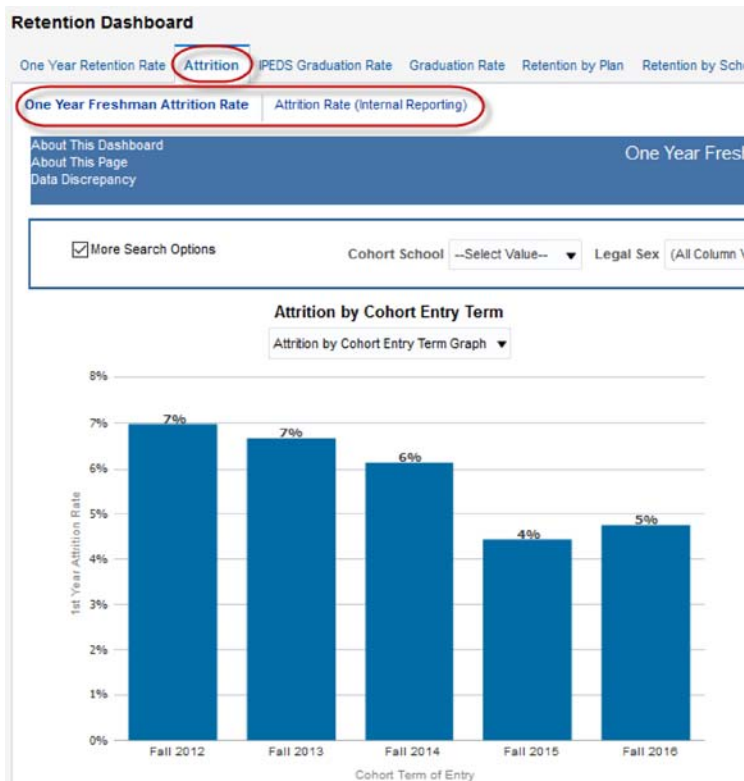 Retention Dashboard
One Year Retention Rate Attrition IPEDS Graduation Rate Graduation Rate Retention by Plan Retention by
One Year Freshman Attrition Rate Attrition Rate (Internal Reporting)
About This Dashboard
About This Page
Data Discrepancy
One Year
More Search Options Cohort School --Select Value-- Legal Sex (All Column
Attrition by Cohort Entry Term
Attrition by Cohort Entry Term Graph
8%
7%
6%
5%
4%
3%
2%
1%
0%
1st Year Attrition Rate
7%
7%
6%
4%
5%
Fall 2012 Fall 2013 Fall 2014 Fall 2015 Fall 2016
Cohort Term of Entry